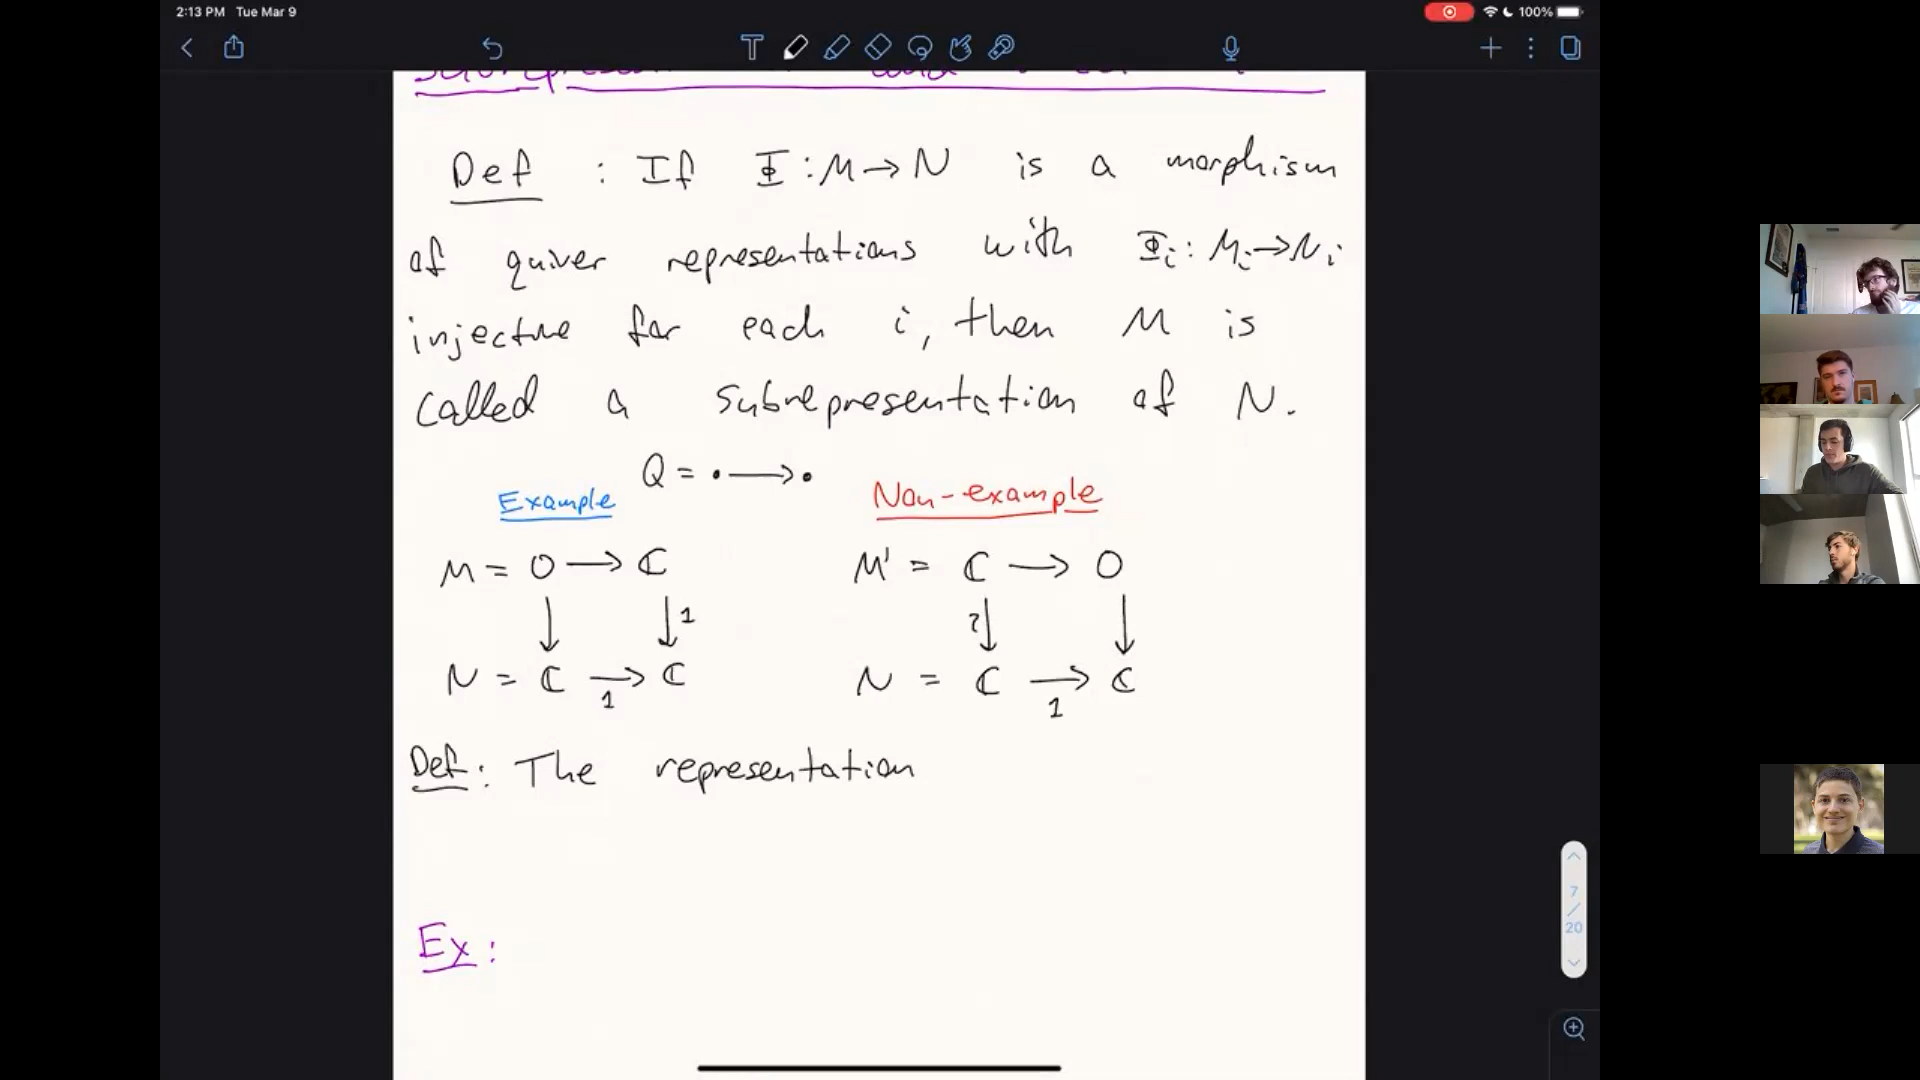 2:13 PM Tue Mar 9
100%
Def : If Φ : M → N is a morphism
of quiver representations with Φi : Mi → Ni
injective for each i, then M is
called a subrepresentation of N.
Q = • → •
Example
Non-example
M = 0 → ℂ
↓ ↓ 1
N = ℂ → ℂ
1
M' = ℂ → 0
? ↓ ↓
N = ℂ → ℂ
1
Def: The representation
Ex:
7
/
20